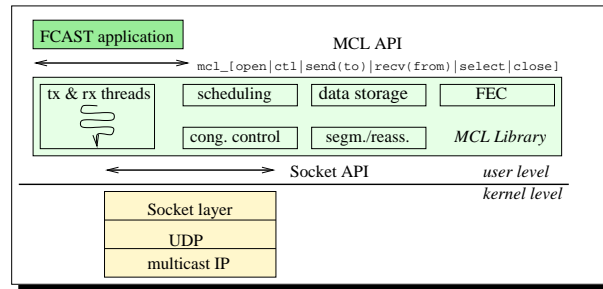 FCAST application
MCL API
mcl_[open|ctl|send(to)|recv(from)|select|close]
tx & rx threads
scheduling
data storage
FEC
cong. control
segm./reass.
MCL Library
Socket API
user level
kernel level
Socket layer
UDP
multicast IP